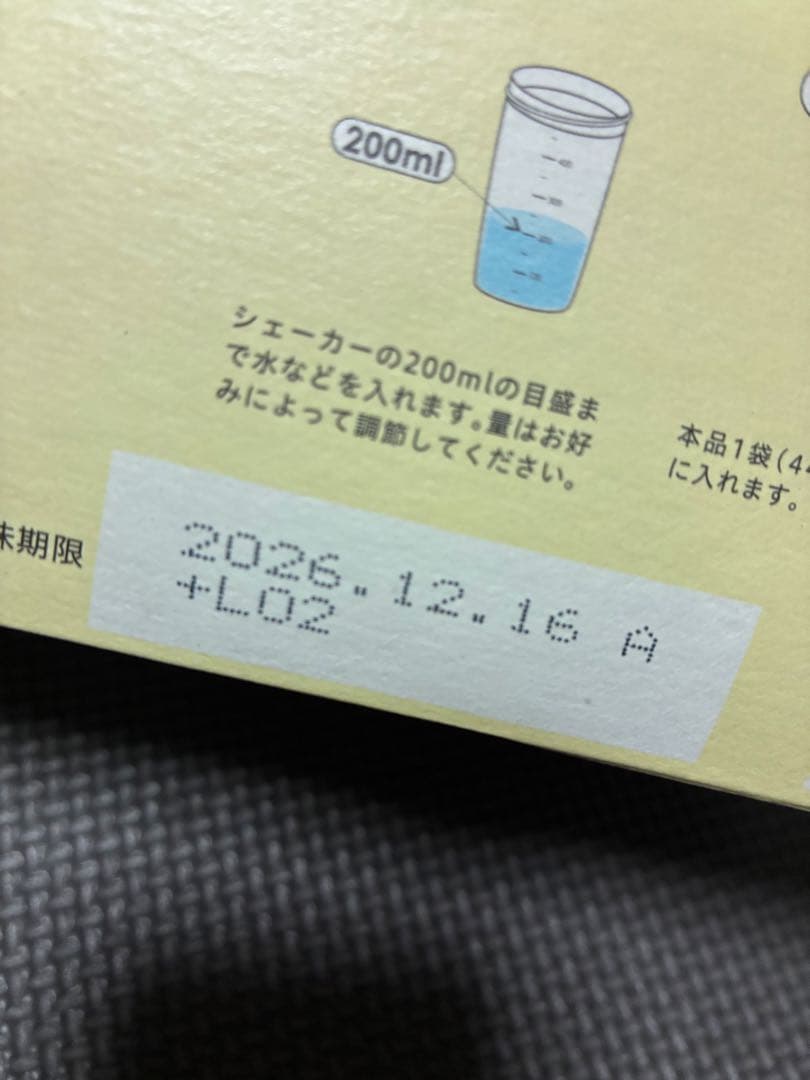 200ml
シェーカーの200mlの目盛ま
で水などを入れます。量はお好
みによって調節してください。
本品1袋(44
に入れます。
味期限
2026.12.16 A
+LO2